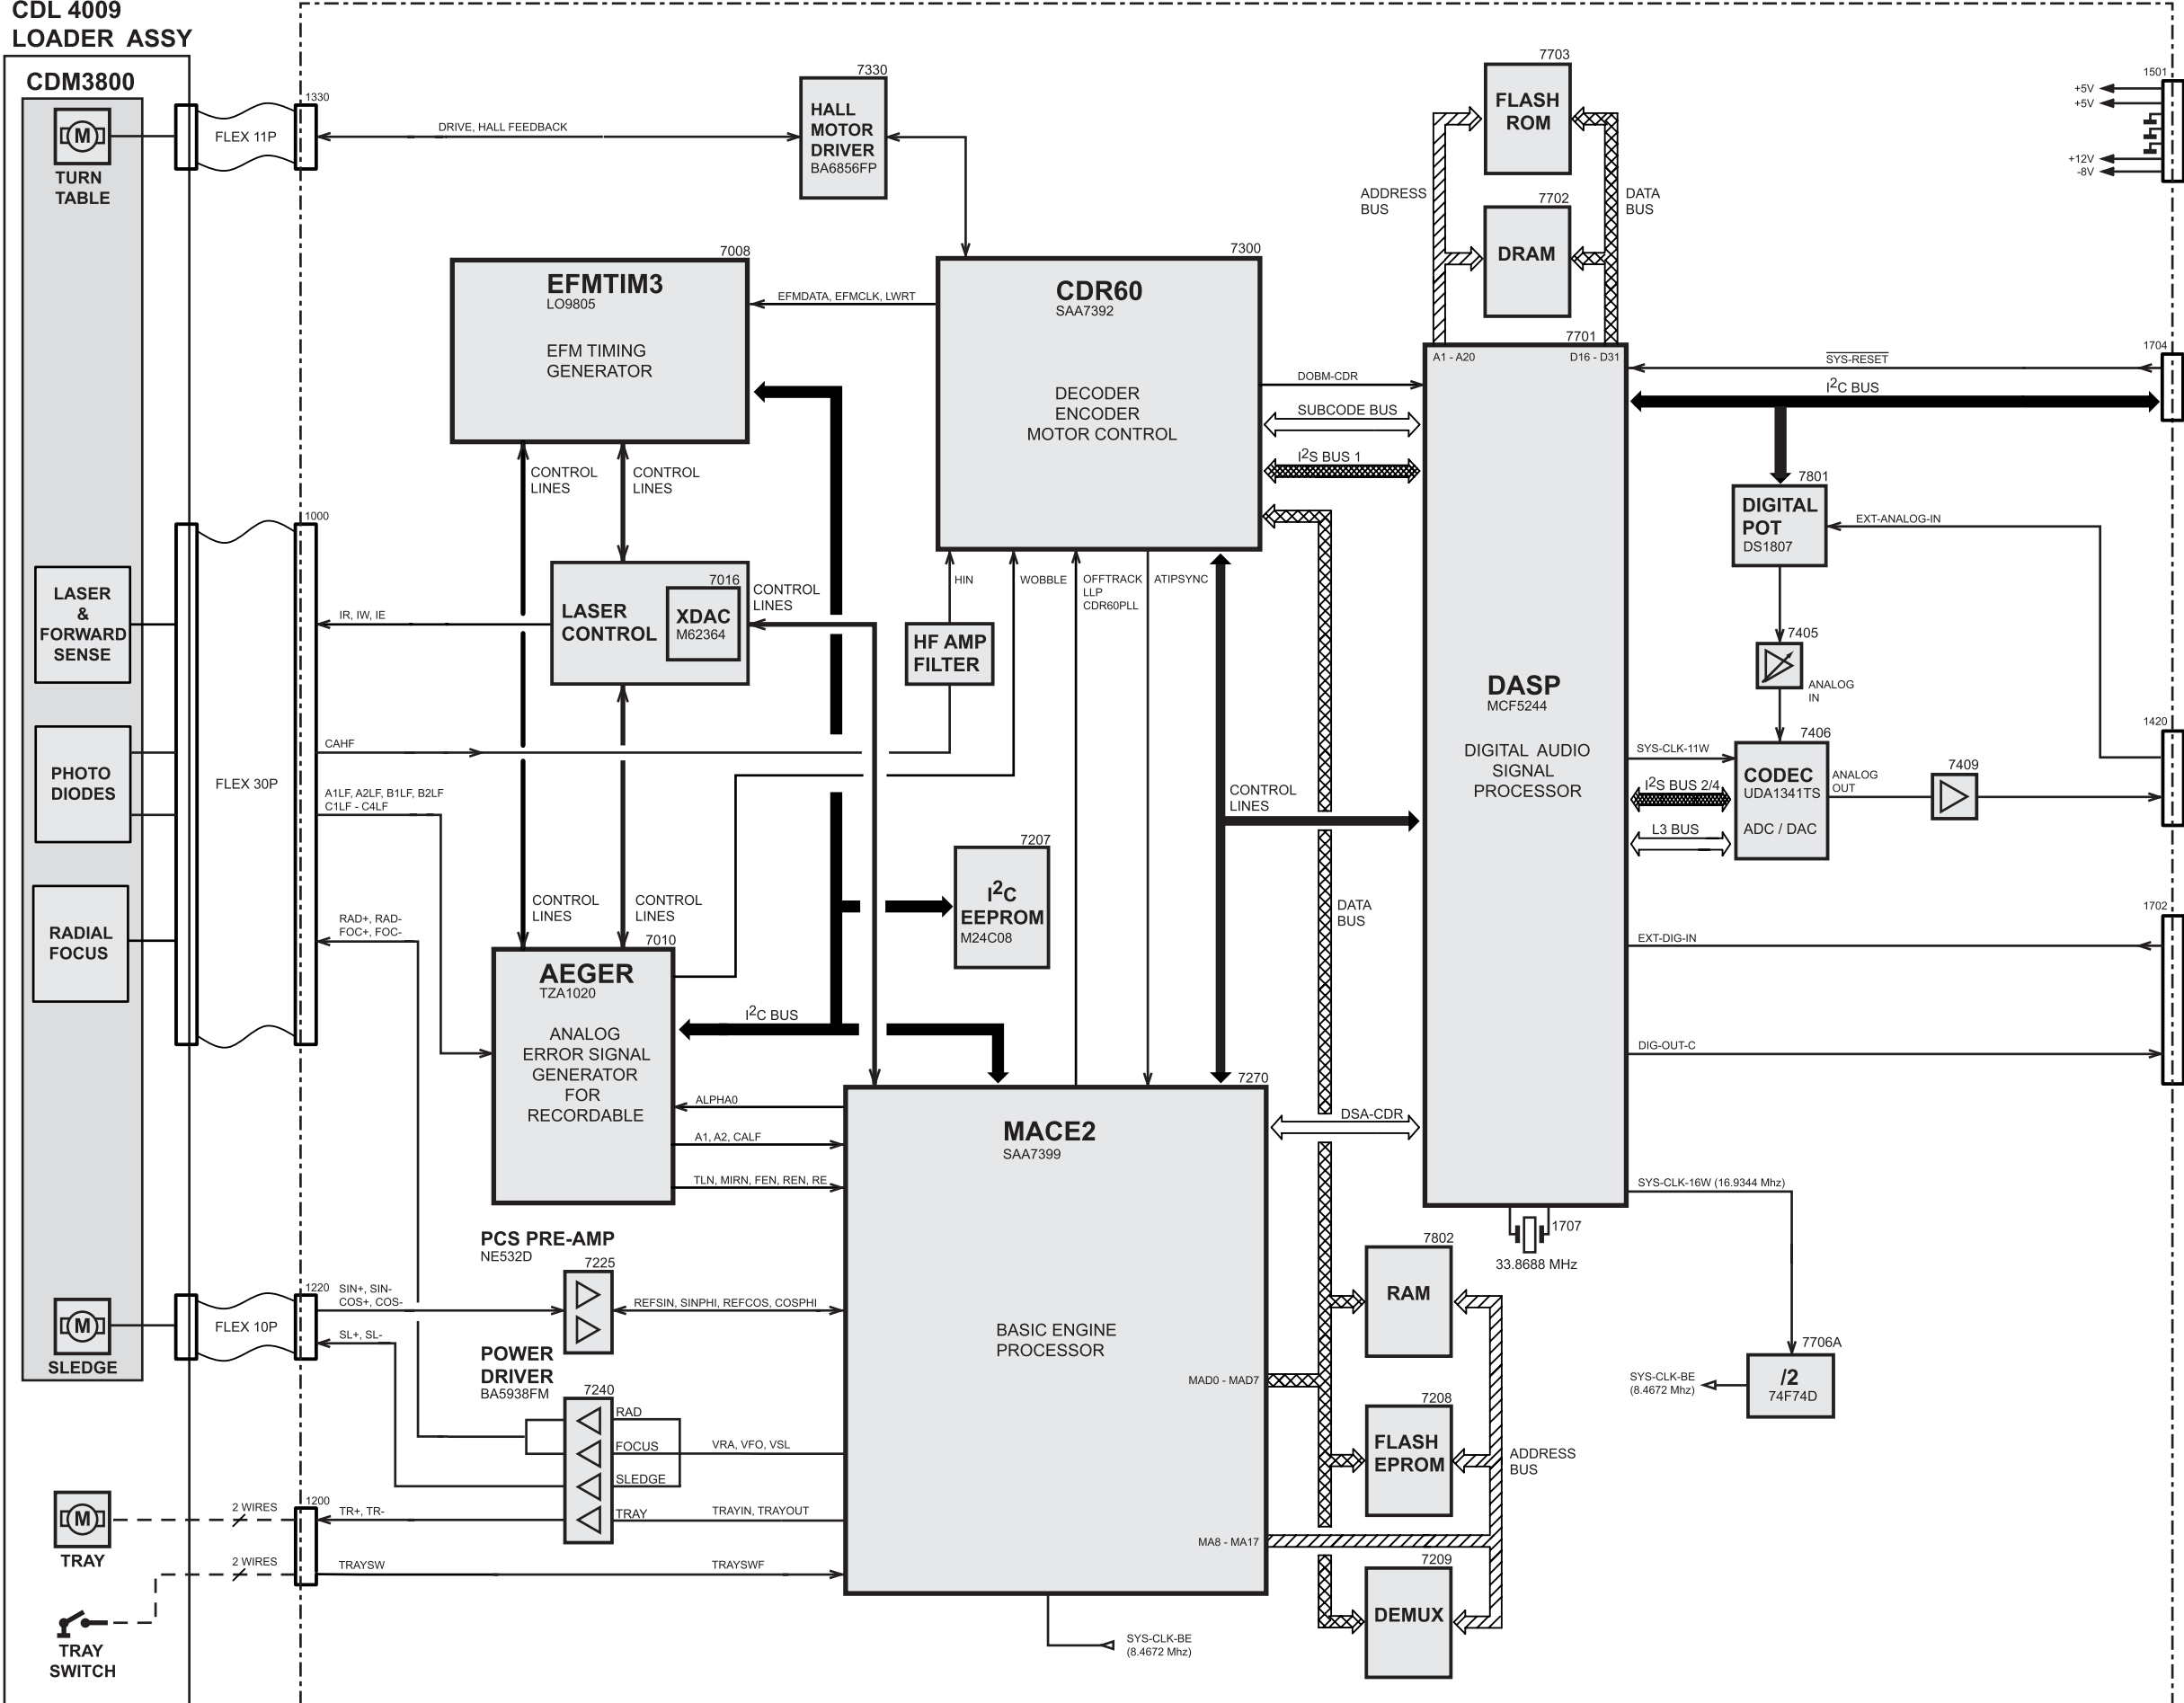 CDL 4009
LOADER ASSY
CDM3800
TURN
TABLE
FLEX 11P
1330
DRIVE, HALL FEEDBACK
7330
HALL
MOTOR
DRIVER
BA6856FP
7008
EFMTIM3
LO9805
EFM TIMING
GENERATOR
EFMDATA, EFMCLK, LWRT
7300
CDR60
SAA7392
DECODER
ENCODER
MOTOR CONTROL
7703
FLASH
ROM
7702
DRAM
ADDRESS
BUS
DATA
BUS
7701
A1 - A20
D16 - D31
DASP
MCF5244
DIGITAL AUDIO
SIGNAL
PROCESSOR
DOBM-CDR
SUBCODE BUS
I2S BUS 1
1501
+5V
+5V
+12V
-8V
1704
SYS-RESET
I2C BUS
7801
DIGITAL
POT
DS1807
EXT-ANALOG-IN
7405
ANALOG
IN
1420
7406
CODEC
UDA1341TS
ADC / DAC
SYS-CLK-11W
I2S BUS 2/4
L3 BUS
ANALOG
OUT
7409
1702
EXT-DIG-IN
DIG-OUT-C
SYS-CLK-16W (16.9344 Mhz)
1707
33.8688 MHz
7706A
/2
74F74D
SYS-CLK-BE
(8.4672 Mhz)
CONTROL
LINES
CONTROL
LINES
1000
LASER
&
FORWARD
SENSE
IR, IW, IE
LASER
CONTROL
7016
XDAC
M62364
CONTROL
LINES
HF AMP
FILTER
HIN
WOBBLE
OFFTRACK
LLP
CDR60PLL
ATIPSYNC
PHOTO
DIODES
FLEX 30P
CAHF
A1LF, A2LF, B1LF, B2LF
C1LF - C4LF
RADIAL
FOCUS
RAD+, RAD-
FOC+, FOC-
CONTROL
LINES
CONTROL
LINES
CONTROL
LINES
7207
I2C
EEPROM
M24C08
DATA
BUS
7010
AEGER
TZA1020
ANALOG
ERROR SIGNAL
GENERATOR
FOR
RECORDABLE
I2C BUS
ALPHA0
A1, A2, CALF
TLN, MIRN, FEN, REN, RE
7270
MACE2
SAA7399
BASIC ENGINE
PROCESSOR
MAD0 - MAD7
MA8 - MA17
DSA-CDR
PCS PRE-AMP
NE532D
7225
1220
SIN+, SIN-
COS+, COS-
REFSIN, SINPHI, REFCOS, COSPHI
FLEX 10P
SL+, SL-
SLEDGE
POWER
DRIVER
BA5938FM
7240
RAD
FOCUS
SLEDGE
TRAY
VRA, VFO, VSL
TRAYIN, TRAYOUT
7802
RAM
7208
FLASH
EPROM
ADDRESS
BUS
7209
DEMUX
1200
2 WIRES
TR+, TR-
TRAY
2 WIRES
TRAYSW
TRAYSWF
TRAY
SWITCH
SYS-CLK-BE
(8.4672 Mhz)
M
M
M